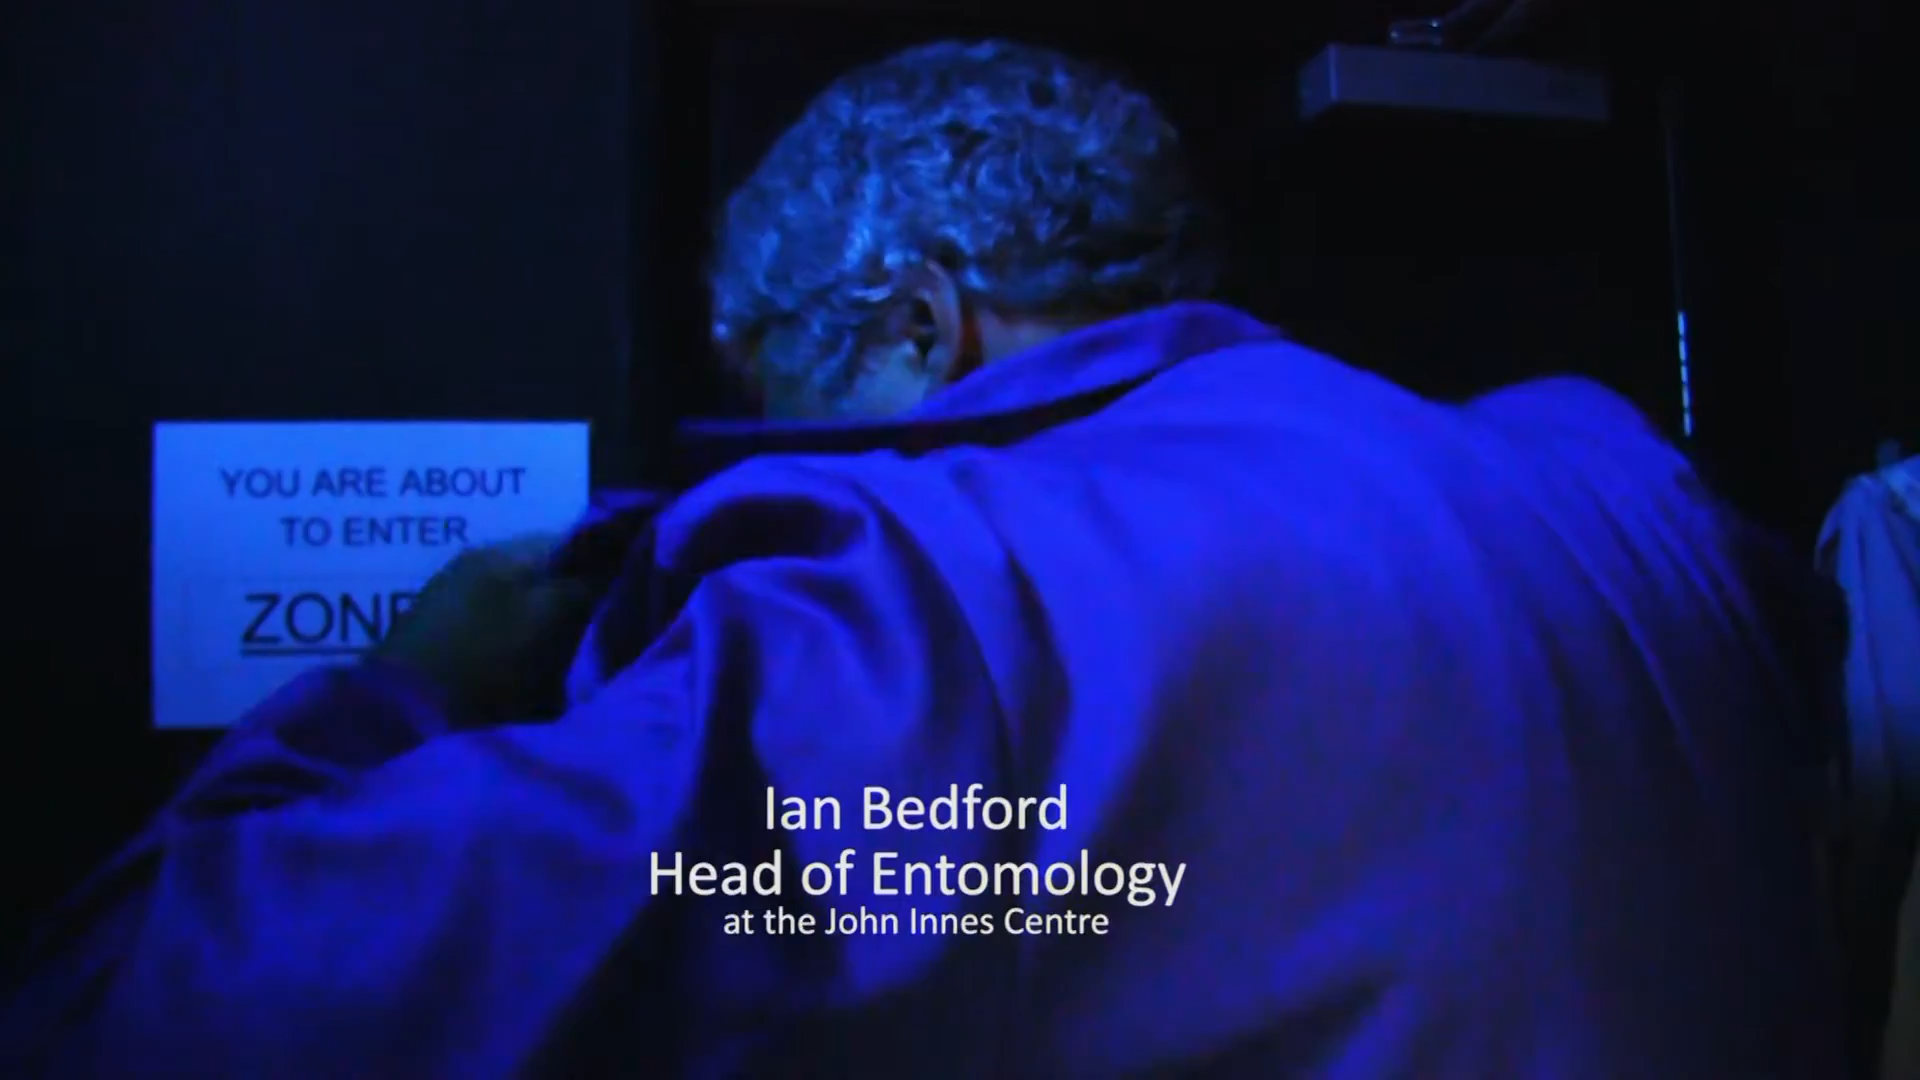 YOU ARE ABOUT
TO ENTER
Ian Bedford
Head of Entomology
at the John Innes Centre